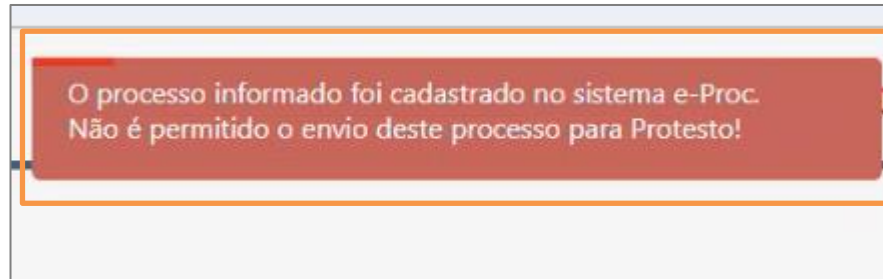 O processo informado foi cadastrado no sistema e-Proc.
Não é permitido o envio deste processo para Protesto!